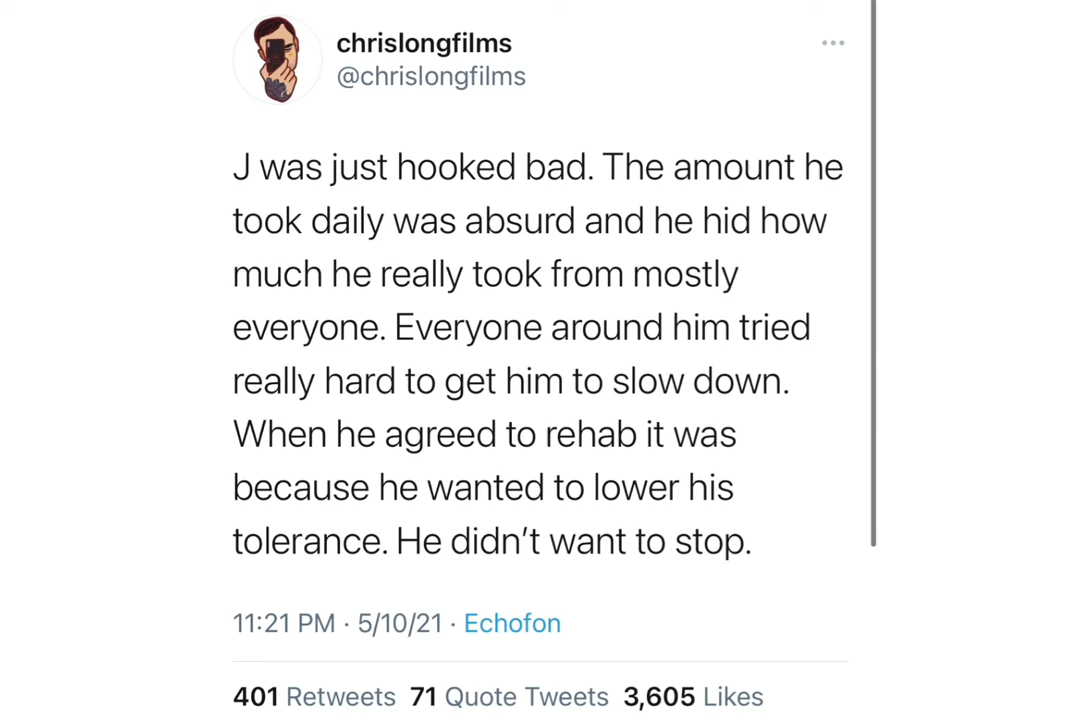 chrislongfilms
@chrislongfilms
J was just hooked bad. The amount he
took daily was absurd and he hid how
much he really took from mostly
everyone. Everyone around him tried
really hard to get him to slow down.
When he agreed to rehab it was
because he wanted to lower his
tolerance. He didn’t want to stop.
11:21 PM · 5/10/21 · Echofon
401 Retweets 71 Quote Tweets 3,605 Likes